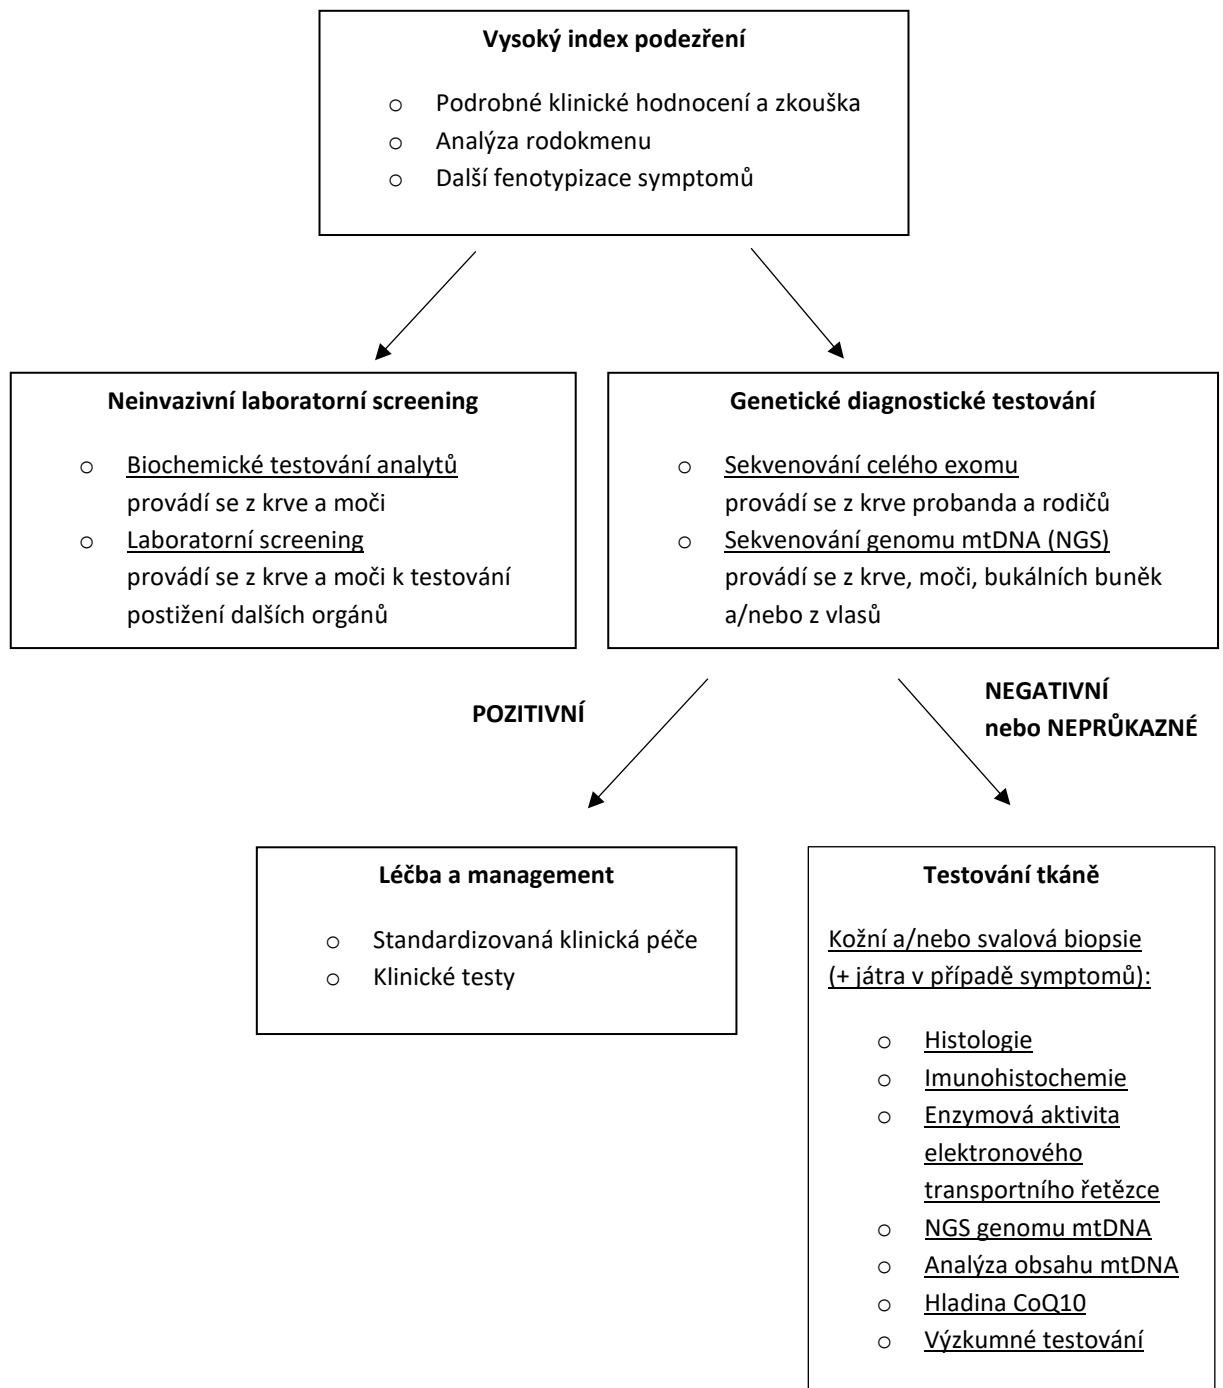 Vysoký index podezření
o Podrobné klinické hodnocení a zkouška
o Analýza rodokmenu
o Další fenotypizace symptomů
Neinvazivní laboratorní screening
o Biochemické testování analytů
provádí se z krve a moči
o Laboratorní screening
provádí se z krve a moči k testování
postižení dalších orgánů
Genetické diagnostické testování
o Sekvenování celého exomu
provádí se z krve probanda a rodičů
o Sekvenování genomu mtDNA (NGS)
provádí se z krve, moči, bukálních buněk
a/nebo z vlasů
POZITIVNÍ
NEGATIVNÍ
nebo NEPRŮKAZNÉ
Léčba a management
o Standardizovaná klinická péče
o Klinické testy
Testování tkáně
Kožní a/nebo svalová biopsie
(+ játra v případě symptomů):
o Histologie
o Imunohistochemie
o Enzymová aktivita
elektronového
transportního řetězce
o NGS genomu mtDNA
o Analýza obsahu mtDNA
o Hladina CoQ10
o Výzkumné testování